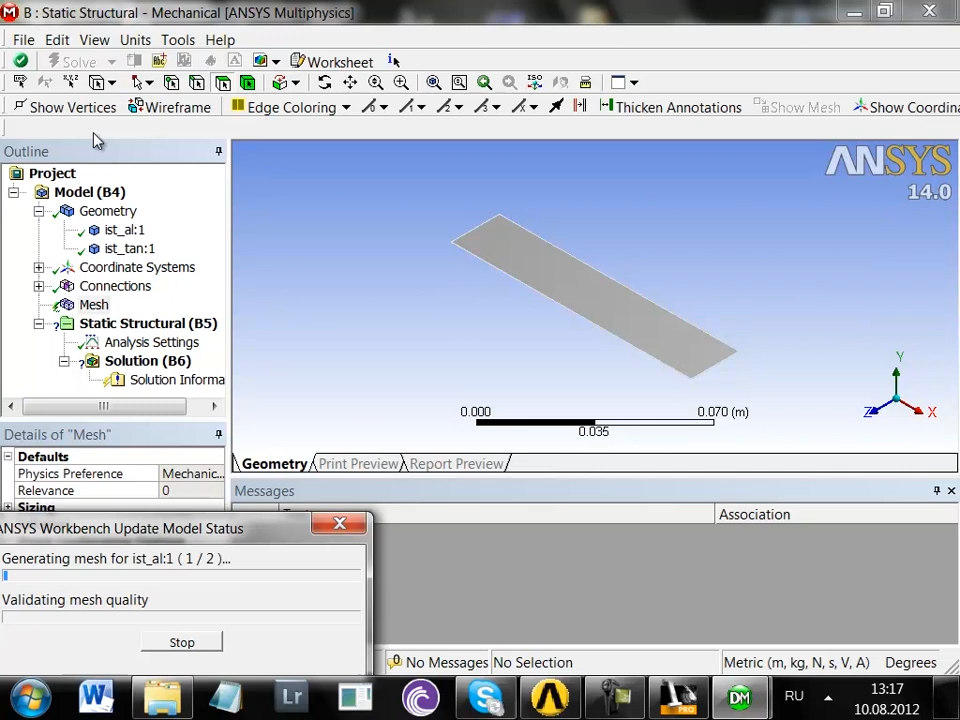 B : Static Structural - Mechanical [ANSYS Multiphysics]
File Edit View Units Tools Help
Solve Worksheet
Show Vertices Wireframe Edge Coloring Thicken Annotations Show Mesh Show Coordin
Outline
Project
Model (B4)
Geometry
ist_al:1
ist_tan:1
Coordinate Systems
Connections
Mesh
Static Structural (B5)
Analysis Settings
Solution (B6)
Solution Informa
ANSYS
14.0
0.000 0.070 (m)
0.035
Y
Z X
Details of "Mesh"
Defaults
Physics Preference Mechanic...
Relevance 0
Sizing
Geometry Print Preview Report Preview
Messages
Association
ANSYS Workbench Update Model Status
Generating mesh for ist_al:1 ( 1 / 2 )...
Validating mesh quality
Stop
No Messages No Selection Metric (m, kg, N, s, V, A) Degrees
W Lr PRO DM RU 13:17
10.08.2012